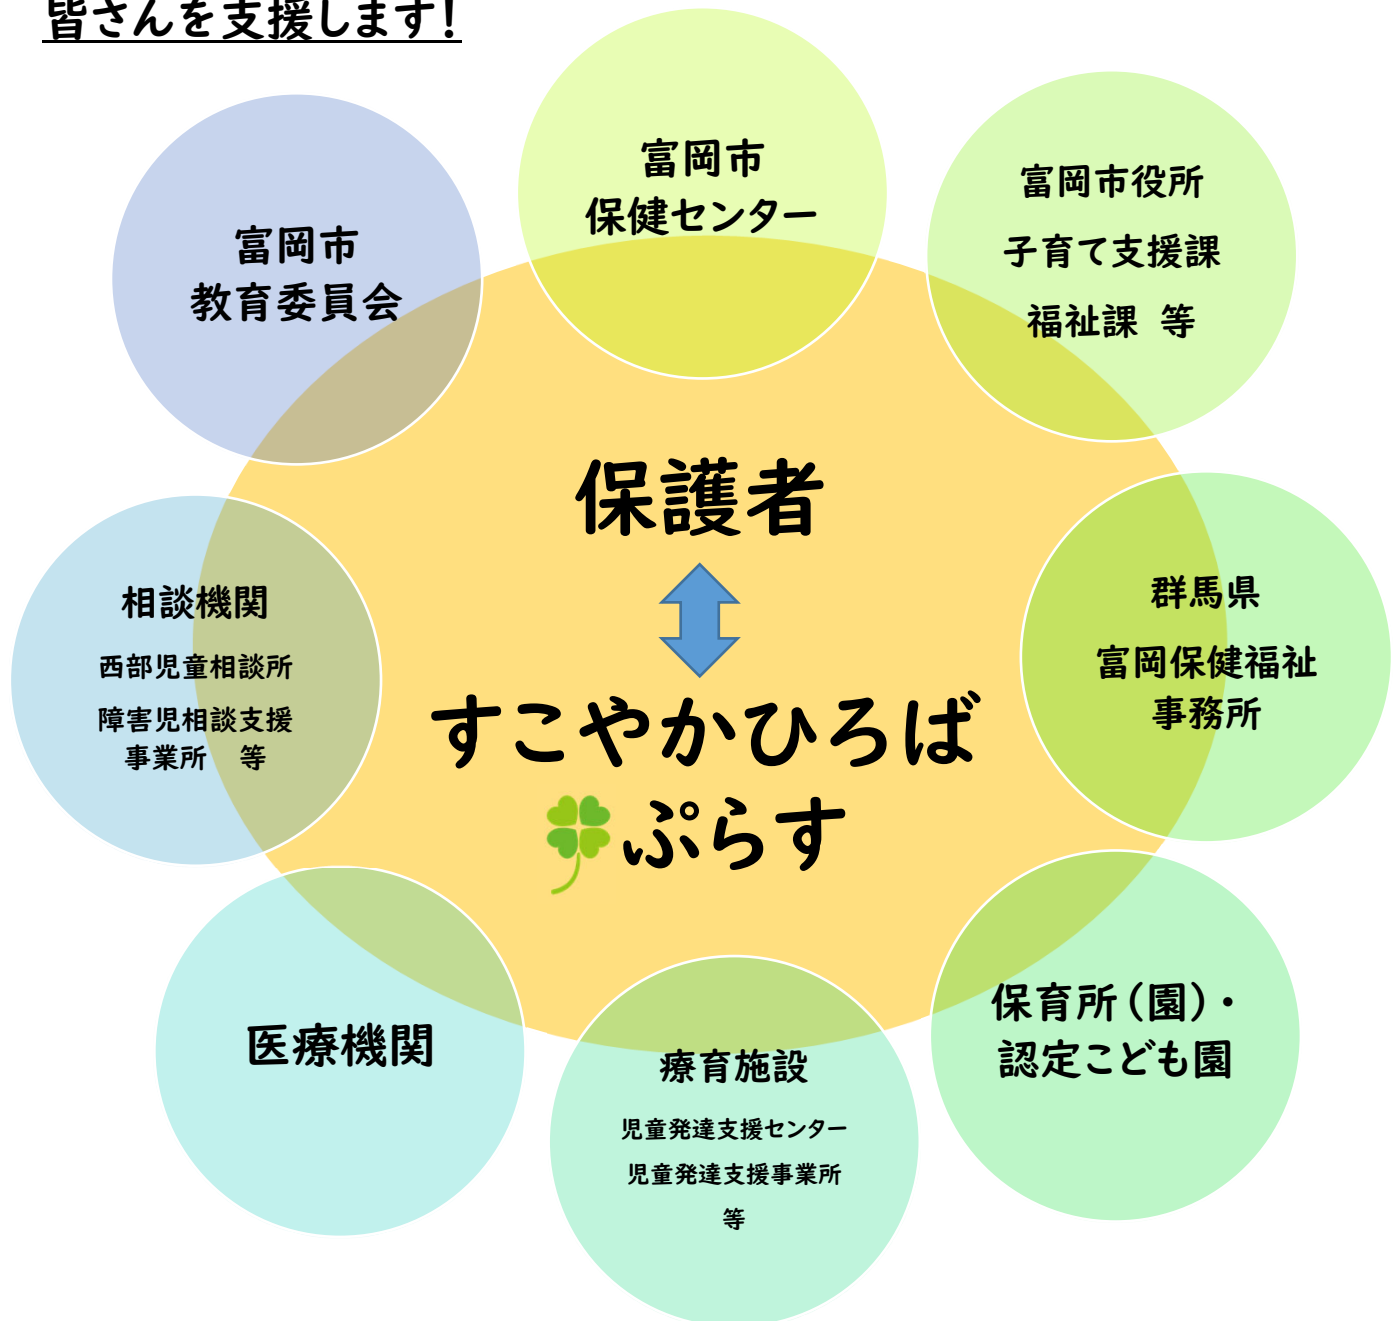 皆さんを支援します！
富岡市
保健センター
富岡市役所
子育て支援課
福祉課 等
群馬県
富岡保健福祉
事務所
保育所（園）・
認定こども園
療育施設
児童発達支援センター
児童発達支援事業所
等
医療機関
相談機関
西部児童相談所
障害児相談支援
事業所 等
富岡市
教育委員会
保護者
すこやかひろば
ぷらす